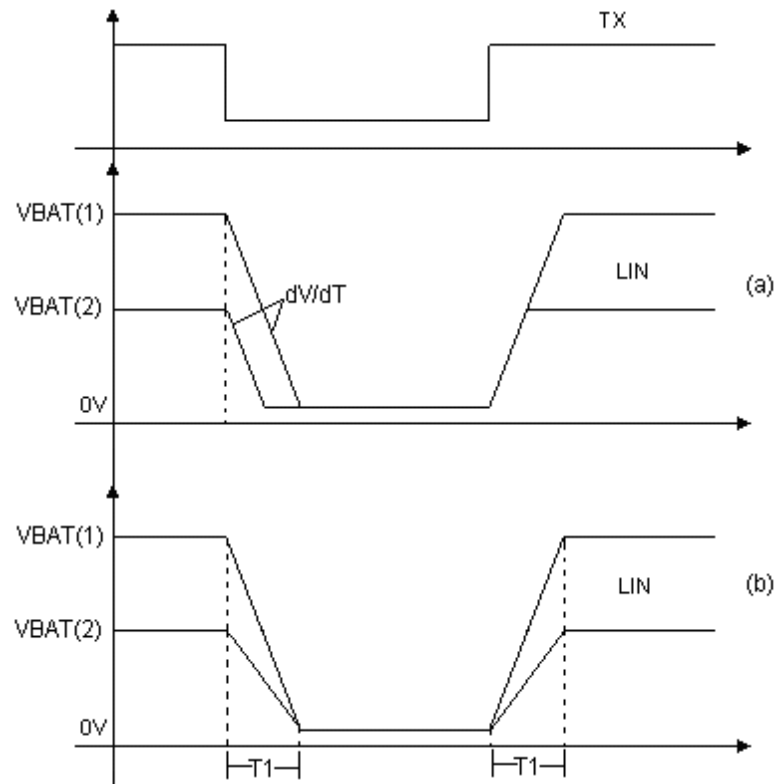 TX
VBAT(1)
VBAT(2)
dV/dT
LIN
(a)
0V
VBAT(1)
VBAT(2)
LIN
(b)
0V
T1
T1